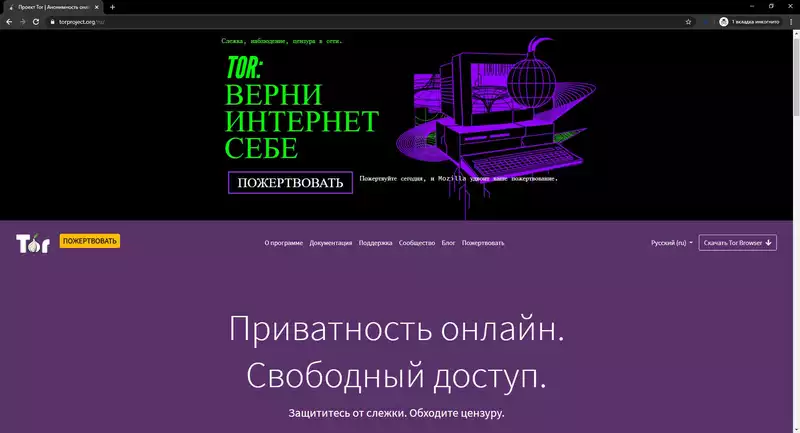 Проект Tor | Анонимность онла
torproject.org/ru/
1 вкладка инкогнито
Слежка, наблюдение, цензура в сети.
TOR:
ВЕРНИ
ИНТЕРНЕТ
СЕБЕ
ПОЖЕРТВОВАТЬ
Пожертвуйте сегодня, и Mozilla удвоит ваше пожертвование.
Tor
ПОЖЕРТВОВАТЬ
О программе Документация Поддержка Сообщество Блог Пожертвовать
Русский (ru)
Скачать Tor Browser
Приватность онлайн.
Свободный доступ.
Защититесь от слежки. Обходите цензуру.